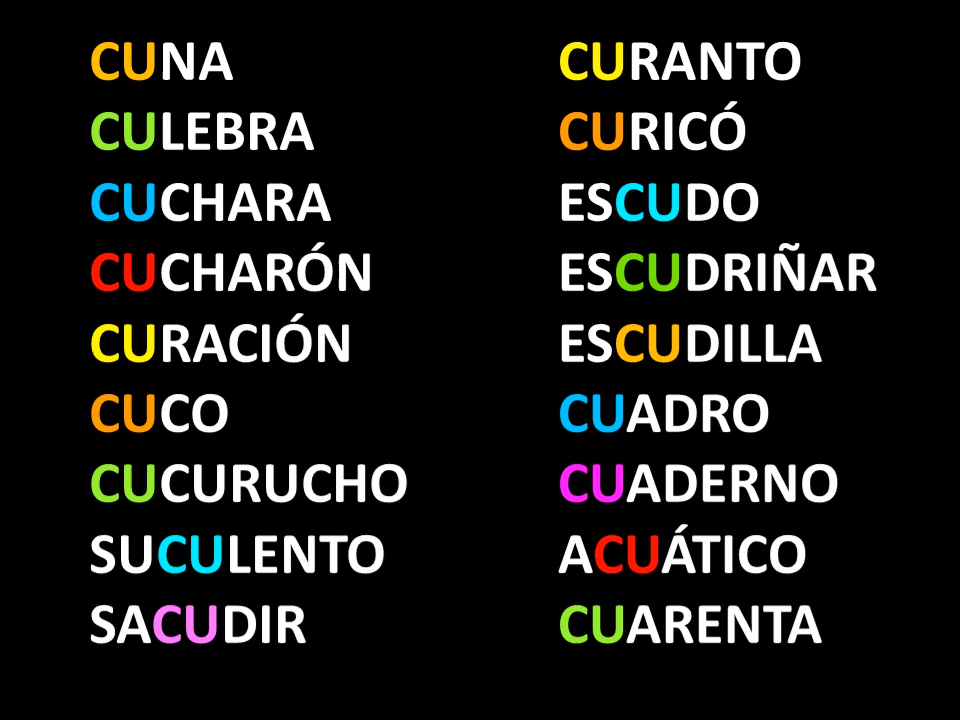 CUNA
CULEBRA
CUCHARA
CUCHARÓN
CURACIÓN
CUCO
CUCURUCHO
SUCULENTO
SACUDIR
CURANTO
CURICÓ
ESCUDO
ESCUDRIÑAR
ESCUDILLA
CUADRO
CUADERNO
ACUÁTICO
CUARENTA